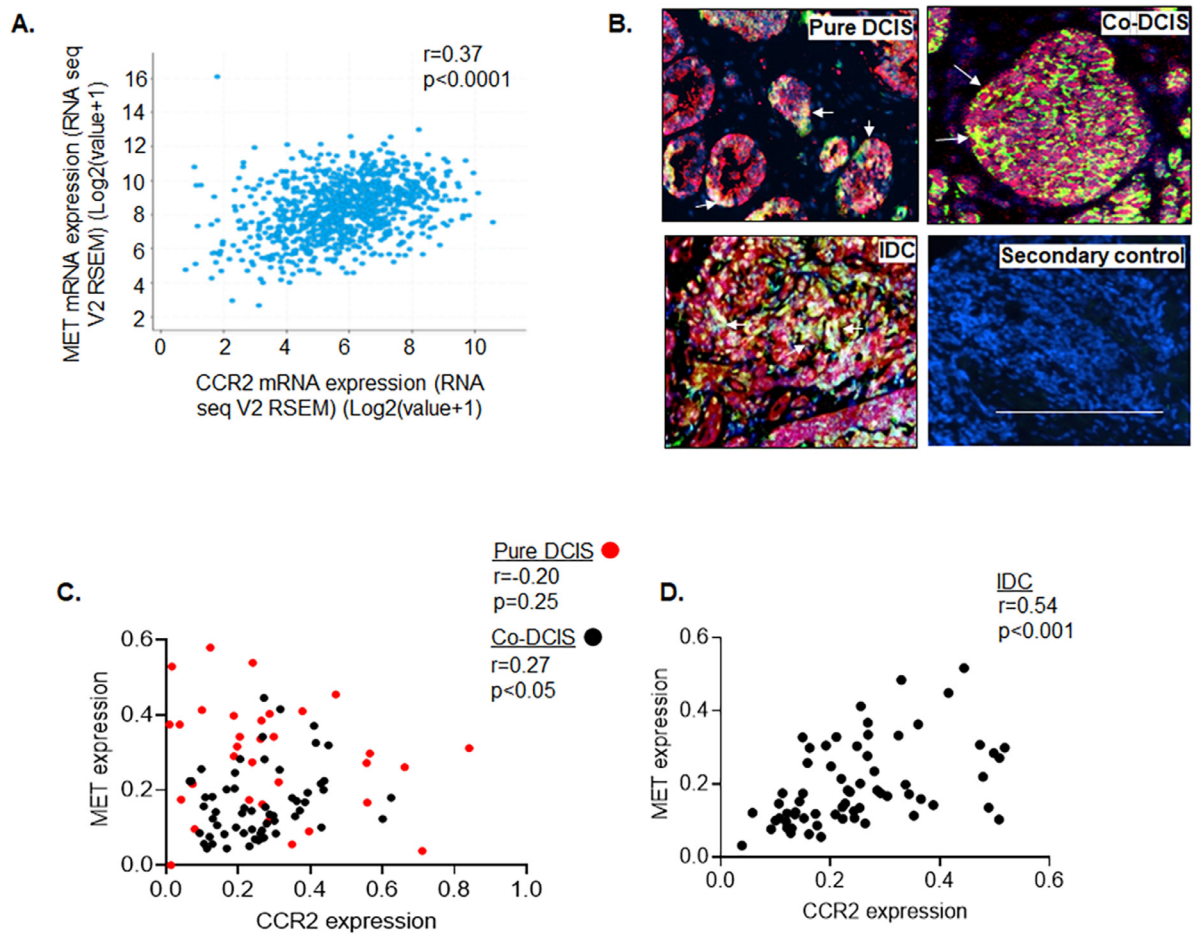 A.
r=0.37
p<0.0001
MET mRNA expression (RNA seq
V2 RSEM) (Log2(value+1)
16
14
12
10
8
6
4
2
0
2
4
6
8
10
CCR2 mRNA expression (RNA
seq V2 RSEM) (Log2(value+1)
B.
Pure DCIS
Co-DCIS
IDC
Secondary control
C.
Pure DCIS
r=-0.20
p=0.25
Co-DCIS
r=0.27
p<0.05
MET expression
0.6
0.4
0.2
0.0
0.0
0.2
0.4
0.6
0.8
1.0
CCR2 expression
D.
IDC
r=0.54
p<0.001
MET expression
0.6
0.4
0.2
0.0
0.0
0.2
0.4
0.6
CCR2 expression